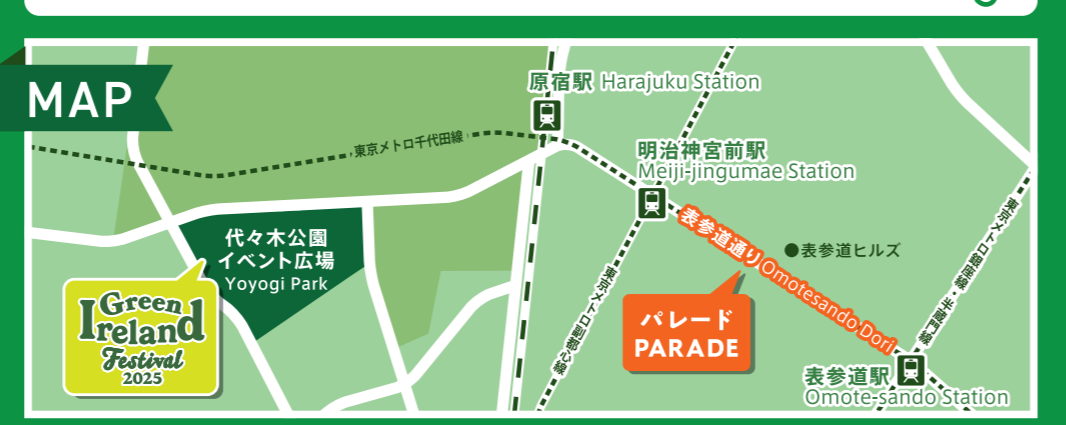 MAP
原宿駅 Harajuku Station
東京メトロ千代田線
明治神宮前駅
Meiji-jingumae Station
表参道通り Omotesando Dori
●表参道ヒルズ
東京メトロ銀座線・半蔵門線
代々木公園
イベント広場
Yoyogi Park
東京メトロ副都心線
Green
Ireland
Festival
2025
パレード
PARADE
表参道駅
Omote-sando Station